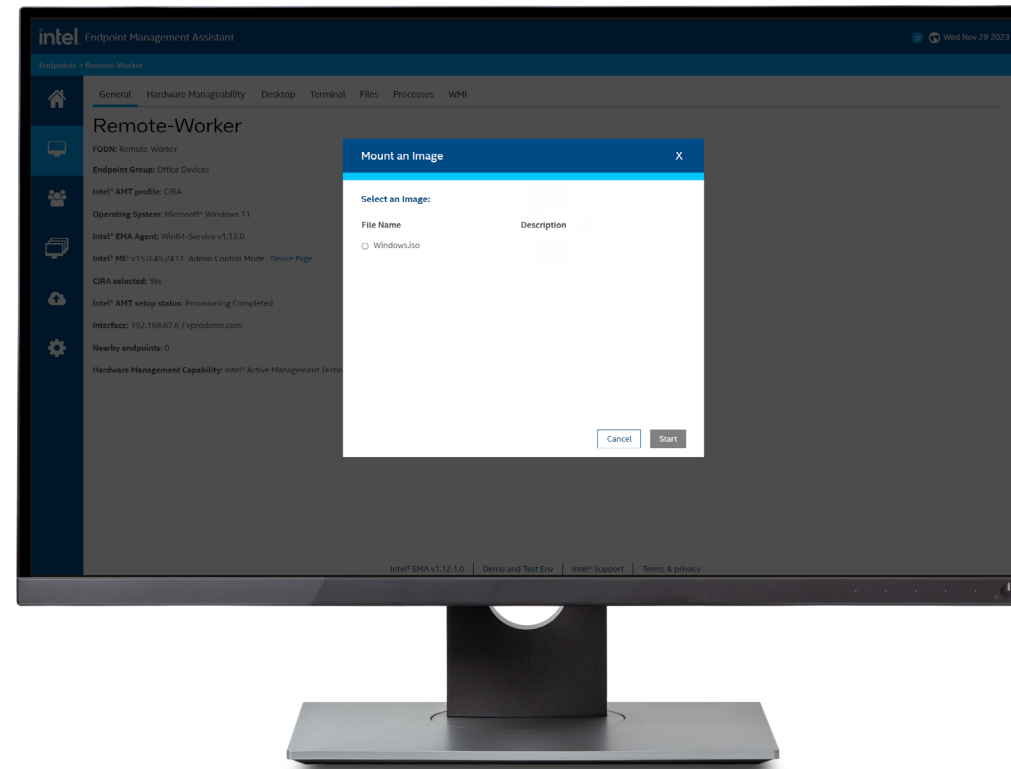 intel. Endpoint Management Assistant
Wed Nov 29 2023
Endpoints > Remote-Worker
General Hardware Manageability Desktop Terminal Files Processes WMI
Remote-Worker
FQDN: Remote-Worker
Endpoint Group: Office Devices
Intel® AMT profile: CIRA
Operating System: Microsoft® Windows 11
Intel® EMA Agent: Win64-Service v1.12.0
Intel® ME: v15.0.45.2411 Admin Control Mode Device Page
CIRA selected: Yes
Intel® AMT setup status: Provisioning Completed
Interface: 192.168.67.6 / vprodemo.com
Nearby endpoints: 0
Hardware Management Capability: Intel® Active Management Techn
Mount an Image X
Select an Image:
File Name Description
Windows.iso
Cancel Start
Intel® EMA v1.12.1.0 | Demo and Test Env | Intel® Support | Terms & privacy